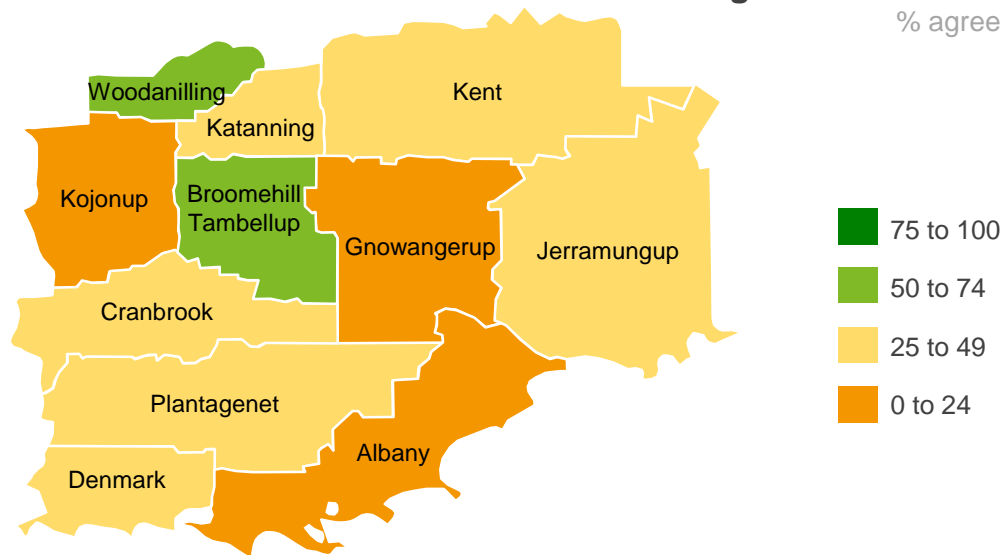 % agree
Woodanilling
Kent
Katanning
Kojonup
Broomehill
Tambellup
Gnowangerup
Jerramungup
Cranbrook
Plantagenet
Albany
Denmark
75 to 100
50 to 74
25 to 49
0 to 24